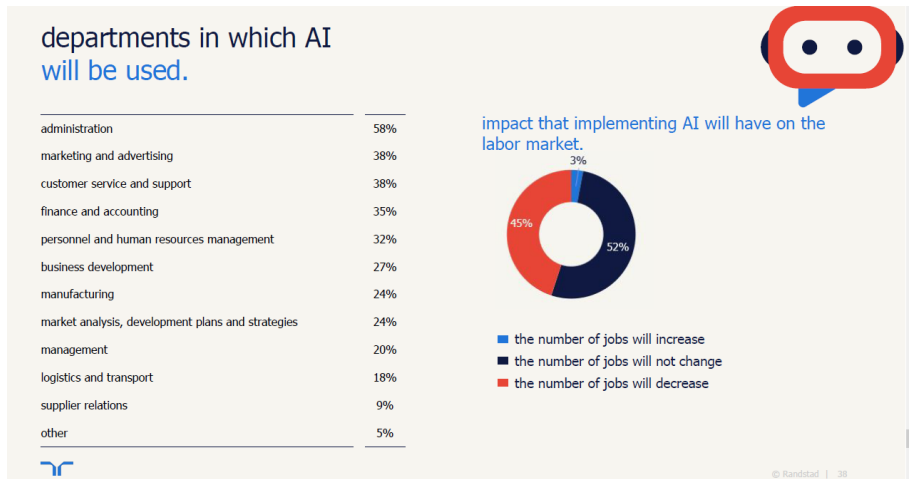 departments in which AI
will be used.
administration 58%
marketing and advertising 38%
customer service and support 38%
finance and accounting 35%
personnel and human resources management 32%
business development 27%
manufacturing 24%
market analysis, development plans and strategies 24%
management 20%
logistics and transport 18%
supplier relations 9%
other 5%
impact that implementing AI will have on the
labor market.
3%
45%
52%
the number of jobs will increase
the number of jobs will not change
the number of jobs will decrease
© Randstad | 38